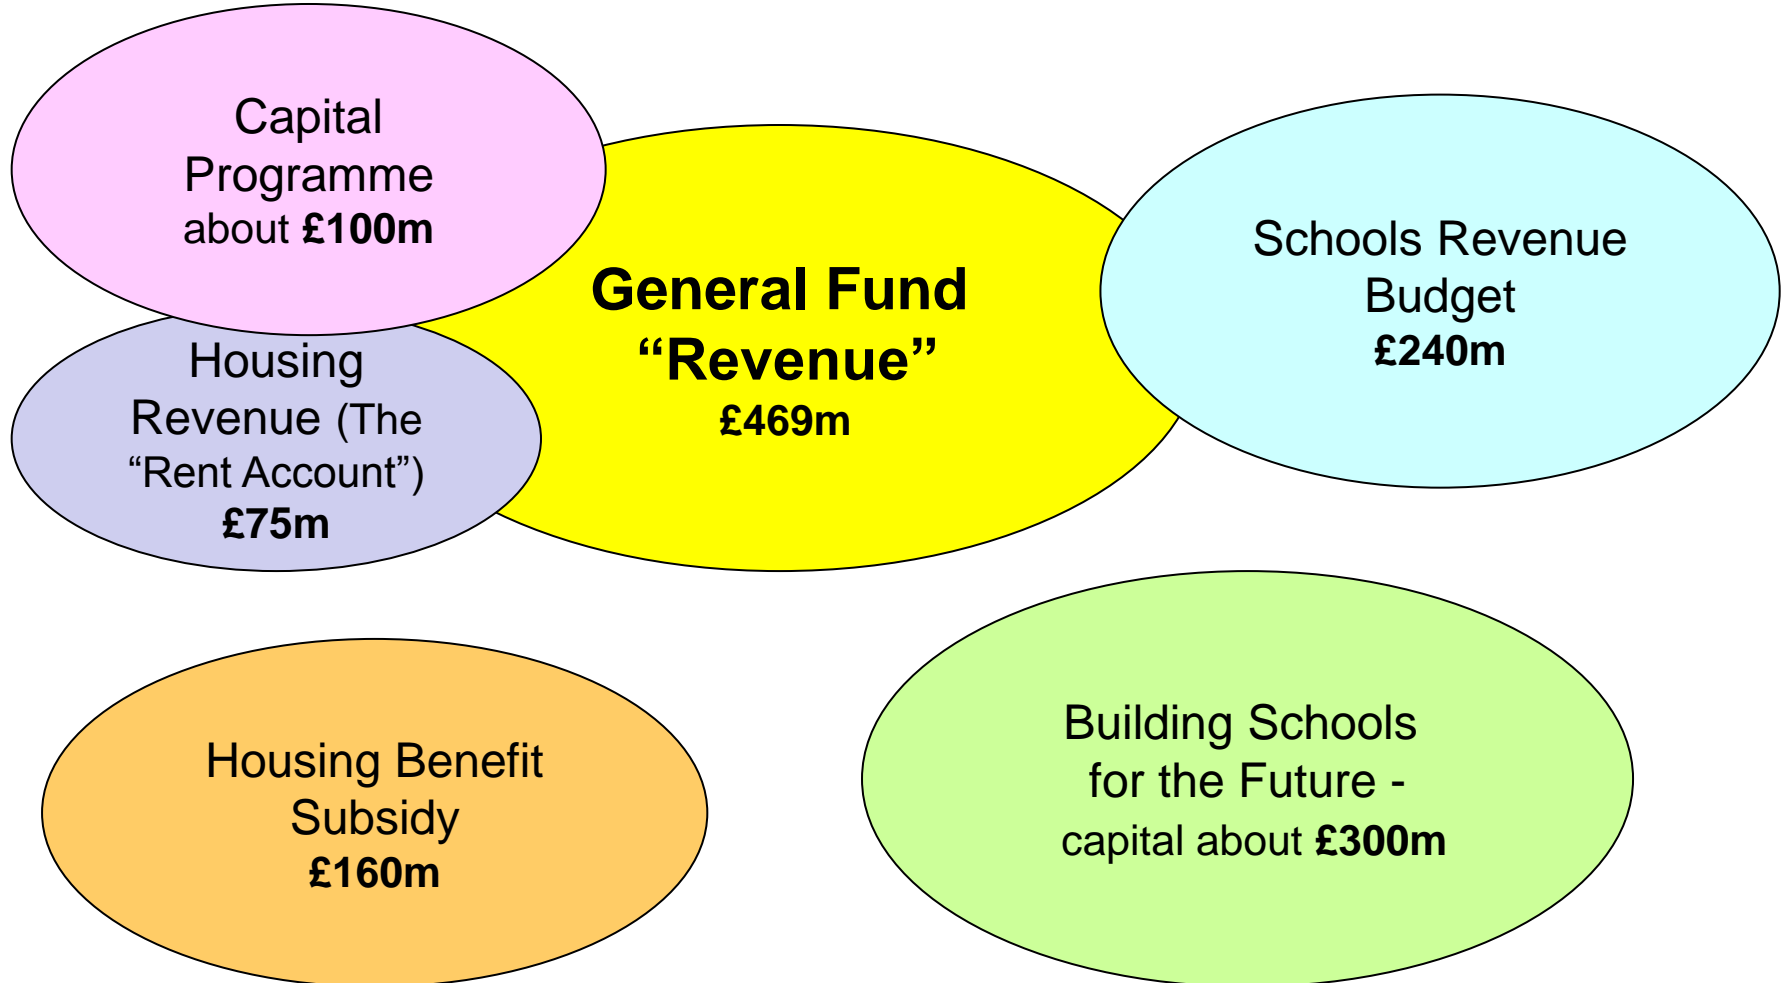 Capital
Programme
about £100m
General Fund
“Revenue”
£469m
Schools Revenue
Budget
£240m
Housing
Revenue (The
“Rent Account”)
£75m
Housing Benefit
Subsidy
£160m
Building Schools
for the Future -
capital about £300m